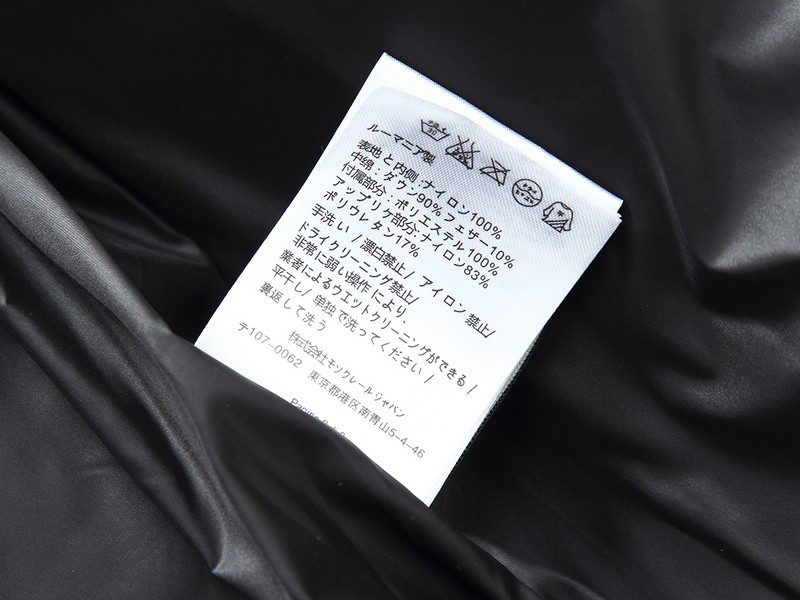 ルーマニア製
表地と内側:ナイロン100%
中綿:ダウン90% フェザー10%
付属部分:ポリエステル100%
アップリケ部分:ナイロン83%
ポリウレタン17%
手洗い / 漂白禁止 / アイロン禁止/
ドライクリーニング禁止/
非常に弱い操作により、
業者によるウエットクリーニングができる /
平干し/ 単独で洗ってください /
裏返して洗う
株式会社モンクレールジャパン
〒107-0062 東京都港区南青山5-4-46